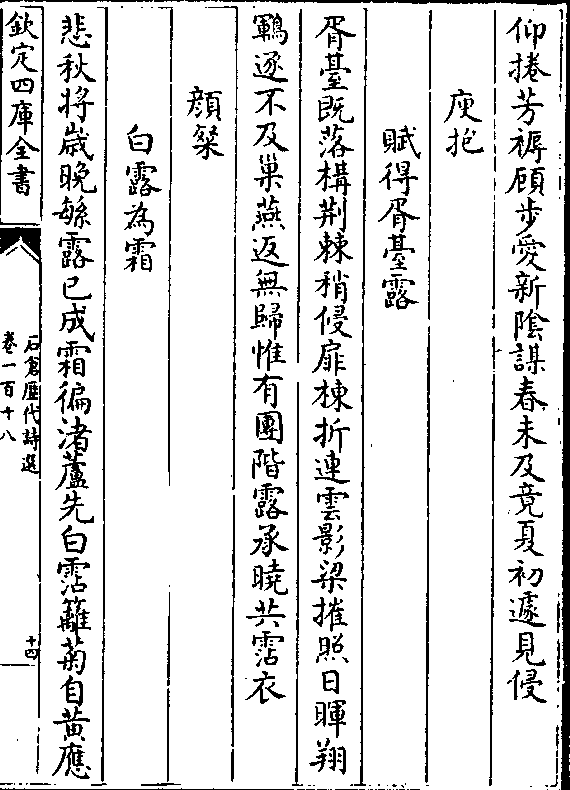 仰捲芳褥顧步愛新陰謀春未及竟夏初遽見侵
庾抱
賦得胥臺露
胥臺既落構荆棘稍侵扉棟折連雲影梁摧照日暉翔
鷃逐不及巢燕返無歸惟有團階露承曉共霑衣
顔粲
白露為霜
悲秋將歲晚繇露已成霜徧渚蘆先白霑籬菊自黄應
欽定四庫全書
石倉歷代詩選
卷一百十八
十四